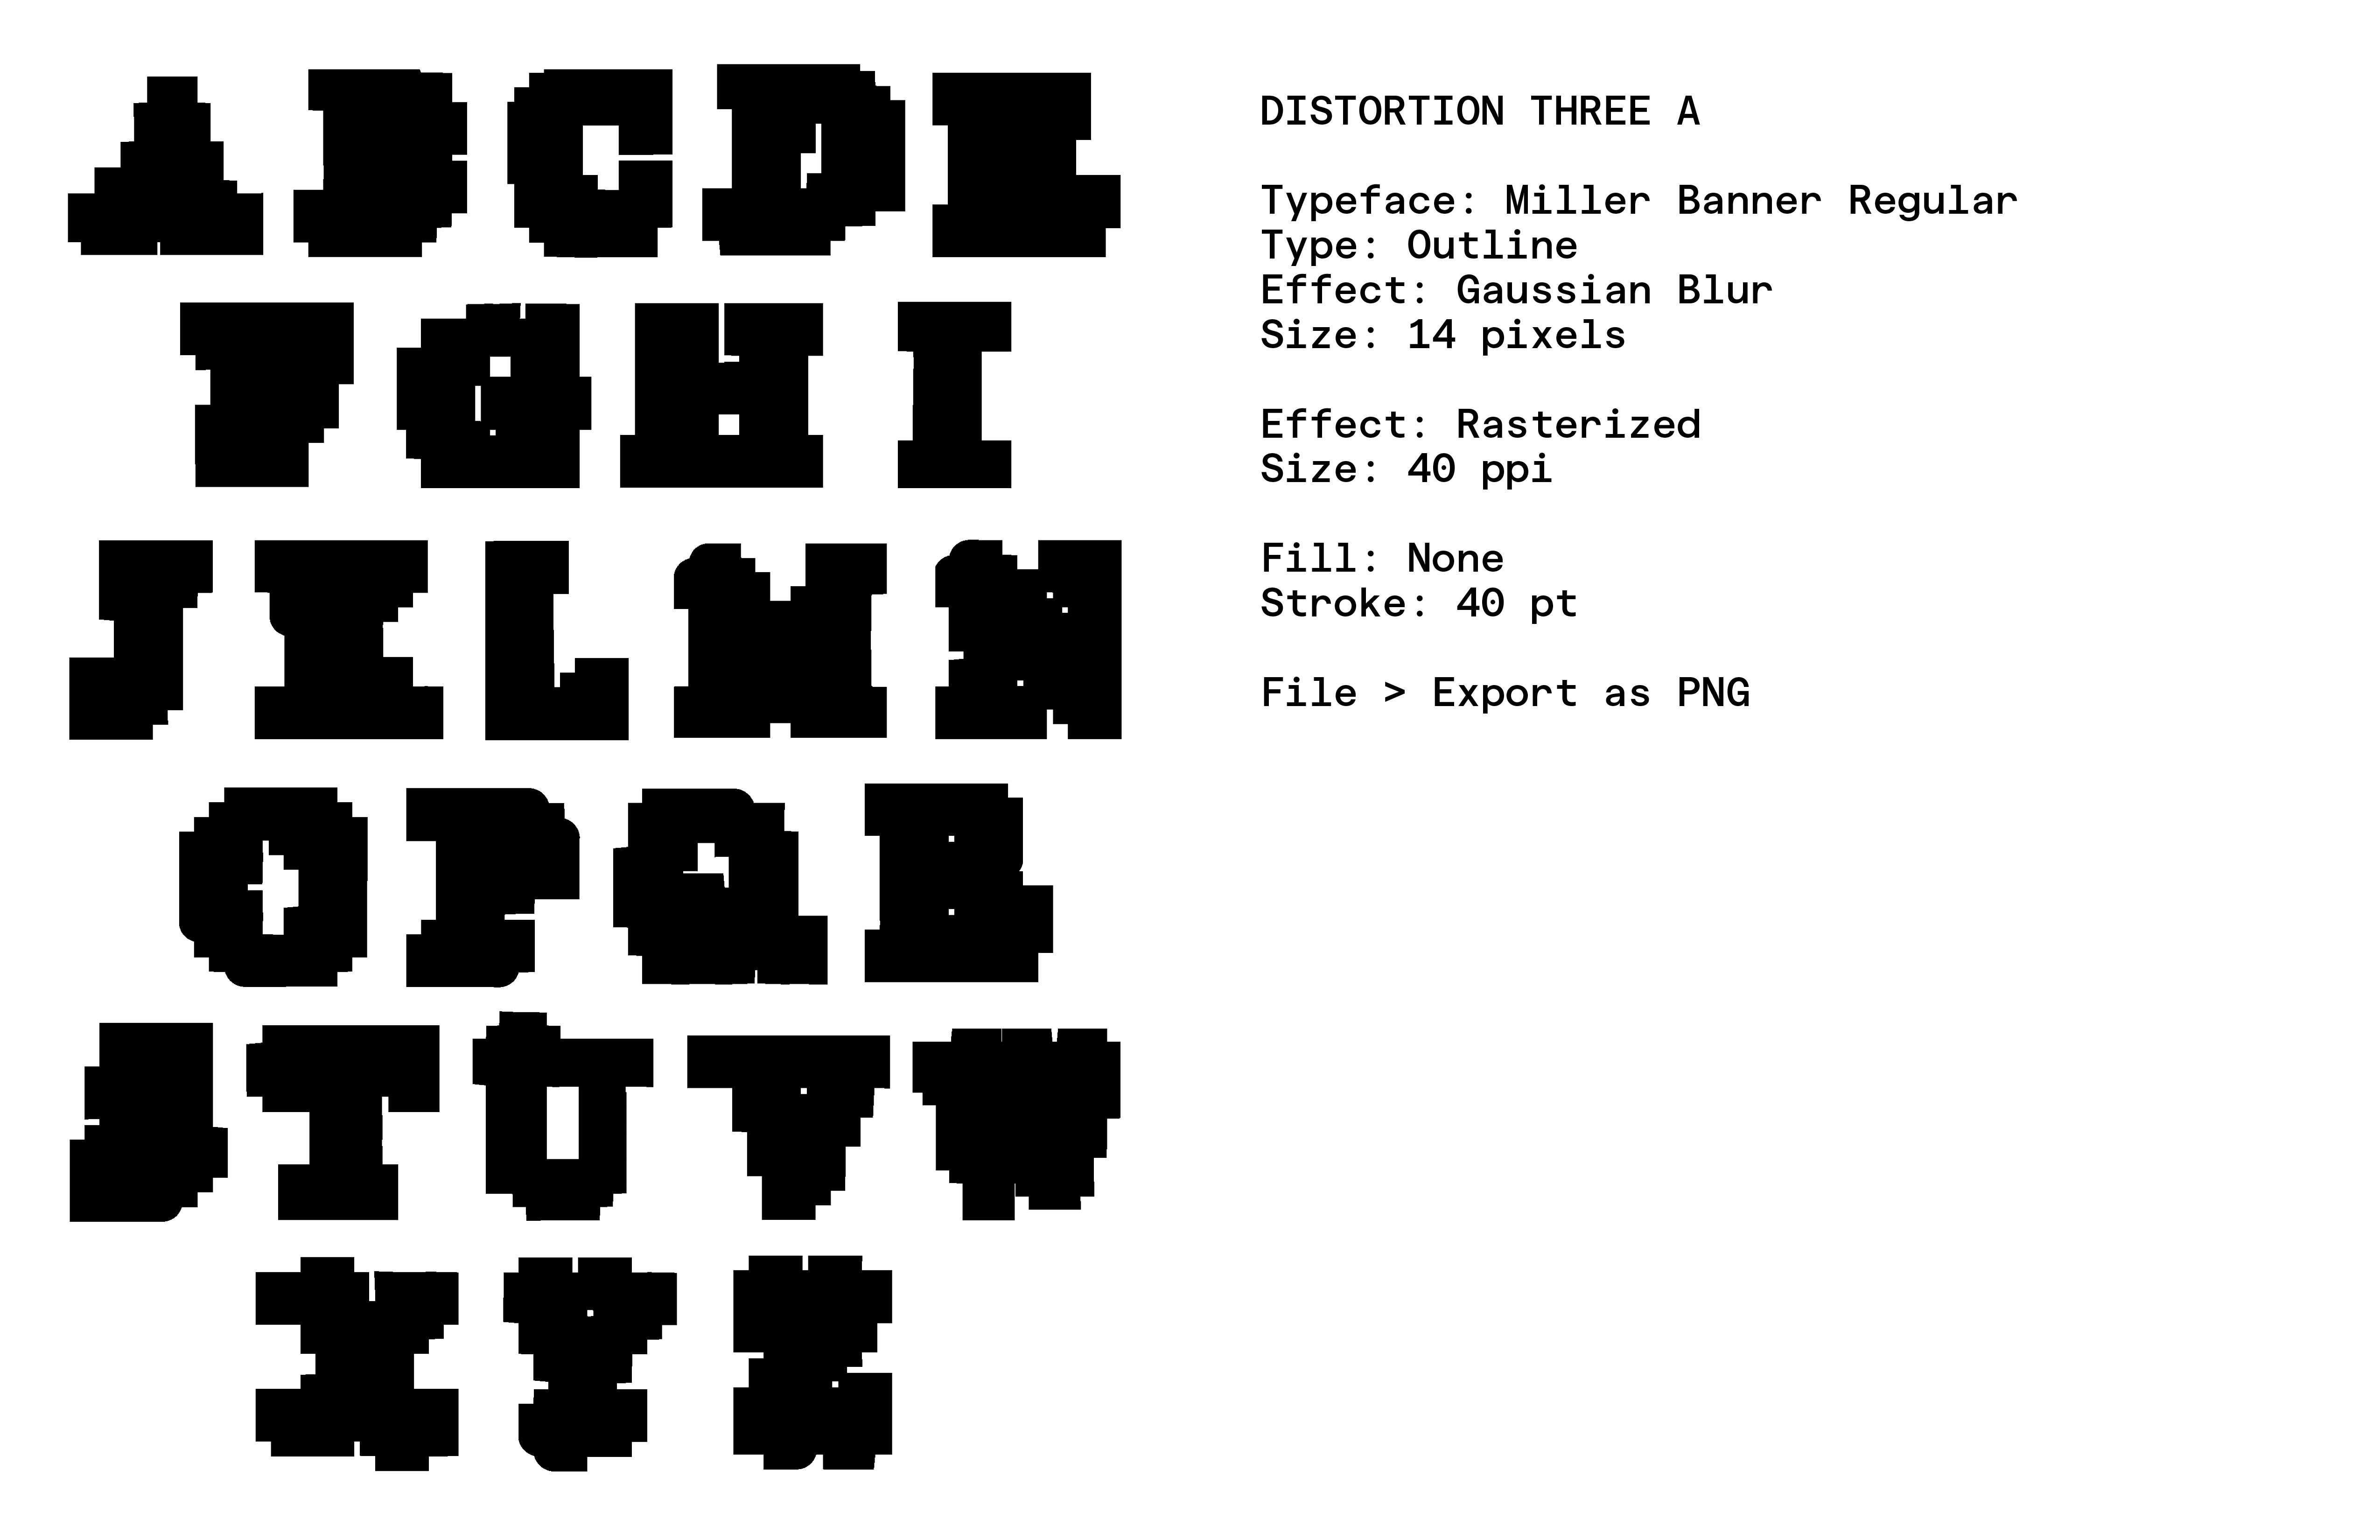 A B C D E
F G H I
J K L M N
O P Q R
S T U V W
X Y Z
DISTORTION THREE A
Typeface: Miller Banner Regular
Type: Outline
Effect: Gaussian Blur
Size: 14 pixels
Effect: Rasterized
Size: 40 ppi
Fill: None
Stroke: 40 pt
File > Export as PNG